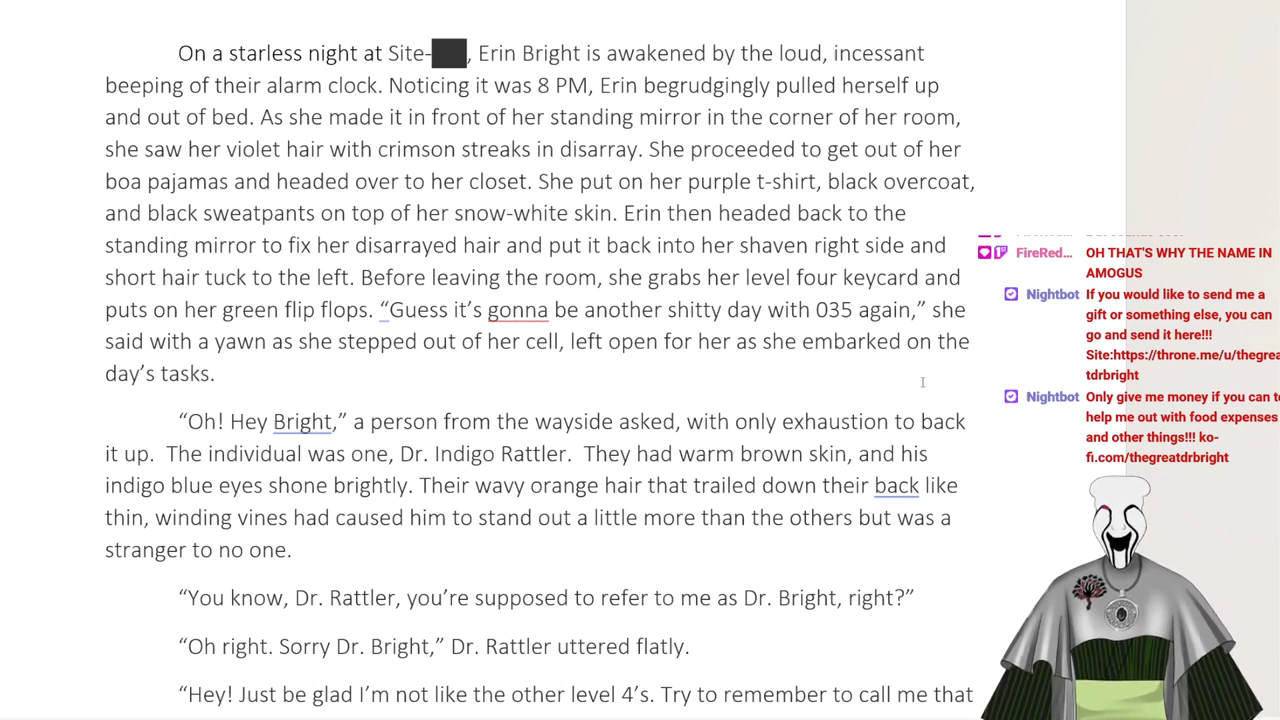 On a starless night at Site-    , Erin Bright is awakened by the loud, incessant
beeping of their alarm clock. Noticing it was 8 PM, Erin begrudgingly pulled herself up
and out of bed. As she made it in front of her standing mirror in the corner of her room,
she saw her violet hair with crimson streaks in disarray. She proceeded to get out of her
boa pajamas and headed over to her closet. She put on her purple t-shirt, black overcoat,
and black sweatpants on top of her snow-white skin. Erin then headed back to the
standing mirror to fix her disarrayed hair and put it back into her shaven right side and
short hair tuck to the left. Before leaving the room, she grabs her level four keycard and
puts on her green flip flops. “Guess it’s gonna be another shitty day with 035 again,” she
said with a yawn as she stepped out of her cell, left open for her as she embarked on the
day’s tasks.
“Oh! Hey Bright,” a person from the wayside asked, with only exhaustion to back
it up.  The individual was one, Dr. Indigo Rattler.  They had warm brown skin, and his
indigo blue eyes shone brightly. Their wavy orange hair that trailed down their back like
thin, winding vines had caused him to stand out a little more than the others but was a
stranger to no one.
“You know, Dr. Rattler, you’re supposed to refer to me as Dr. Bright, right?”
“Oh right. Sorry Dr. Bright,” Dr. Rattler uttered flatly.
“Hey! Just be glad I’m not like the other level 4’s. Try to remember to call me that
FireRed... OH THAT'S WHY THE NAME IN
AMOGUS
Nightbot If you would like to send me a
gift or something else, you can
go and send it here!!!
Site:https://throne.me/u/thegrea
tdrbright
Nightbot Only give me money if you can to
help me out with food expenses
and other things!!! ko-
fi.com/thegreatdrbright